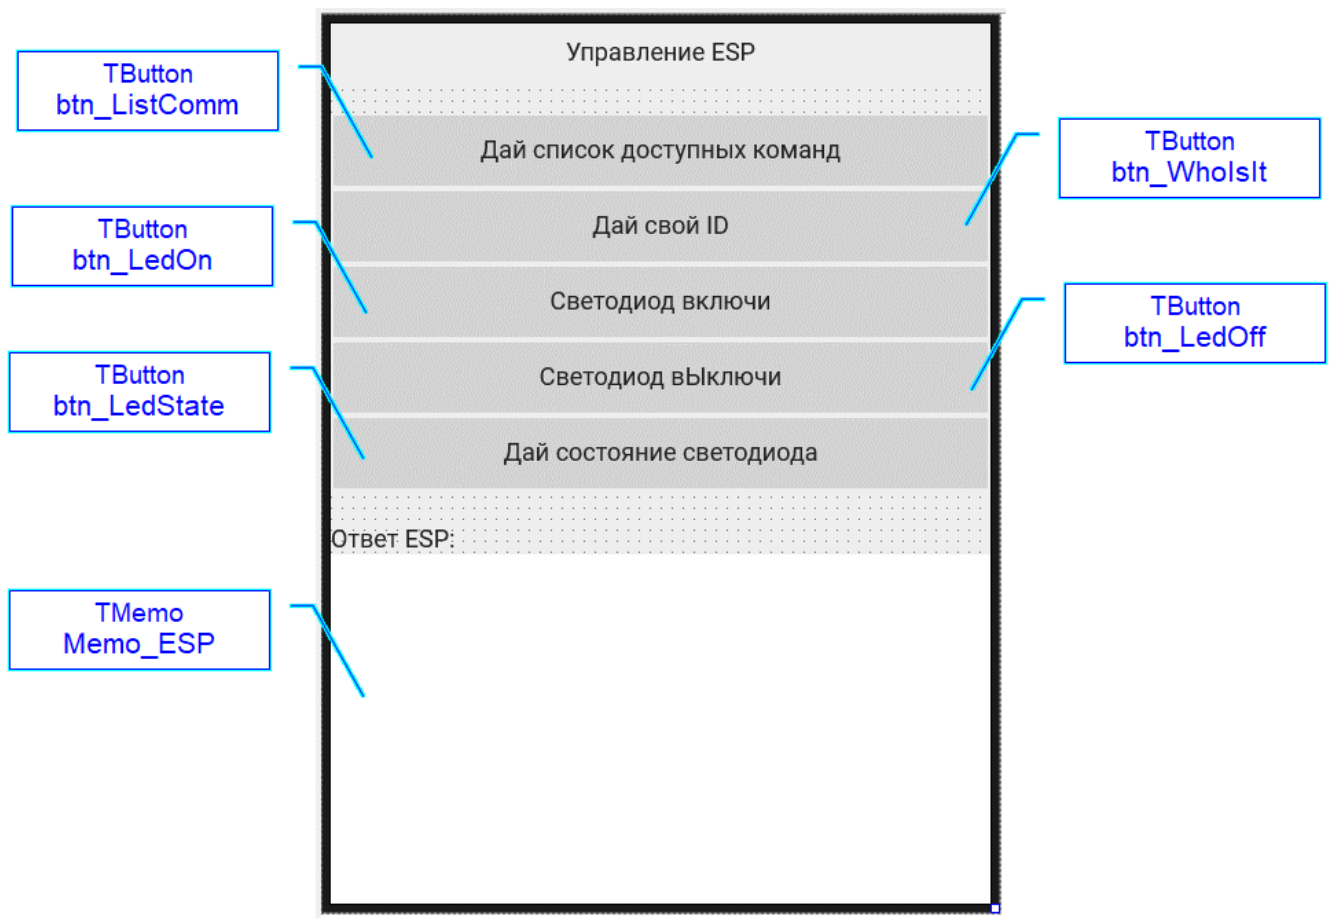 Управление ESP
TButton
btn_ListComm
Дай список доступных команд
TButton
btn_WhoIsIt
Дай свой ID
TButton
btn_LedOn
Светодиод включи
TButton
btn_LedOff
Светодиод вЫключи
TButton
btn_LedState
Дай состояние светодиода
Ответ ESP:
TMemo
Memo_ESP